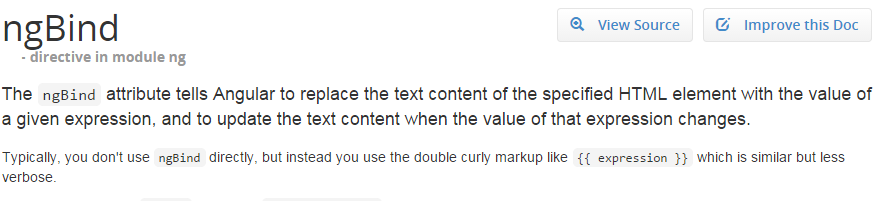 ngBind
View Source
Improve this Doc
- directive in module ng
The ngBind attribute tells Angular to replace the text content of the specified HTML element with the value of
a given expression, and to update the text content when the value of that expression changes.
Typically, you don't use ngBind directly, but instead you use the double curly markup like {{ expression }} which is similar but less
verbose.